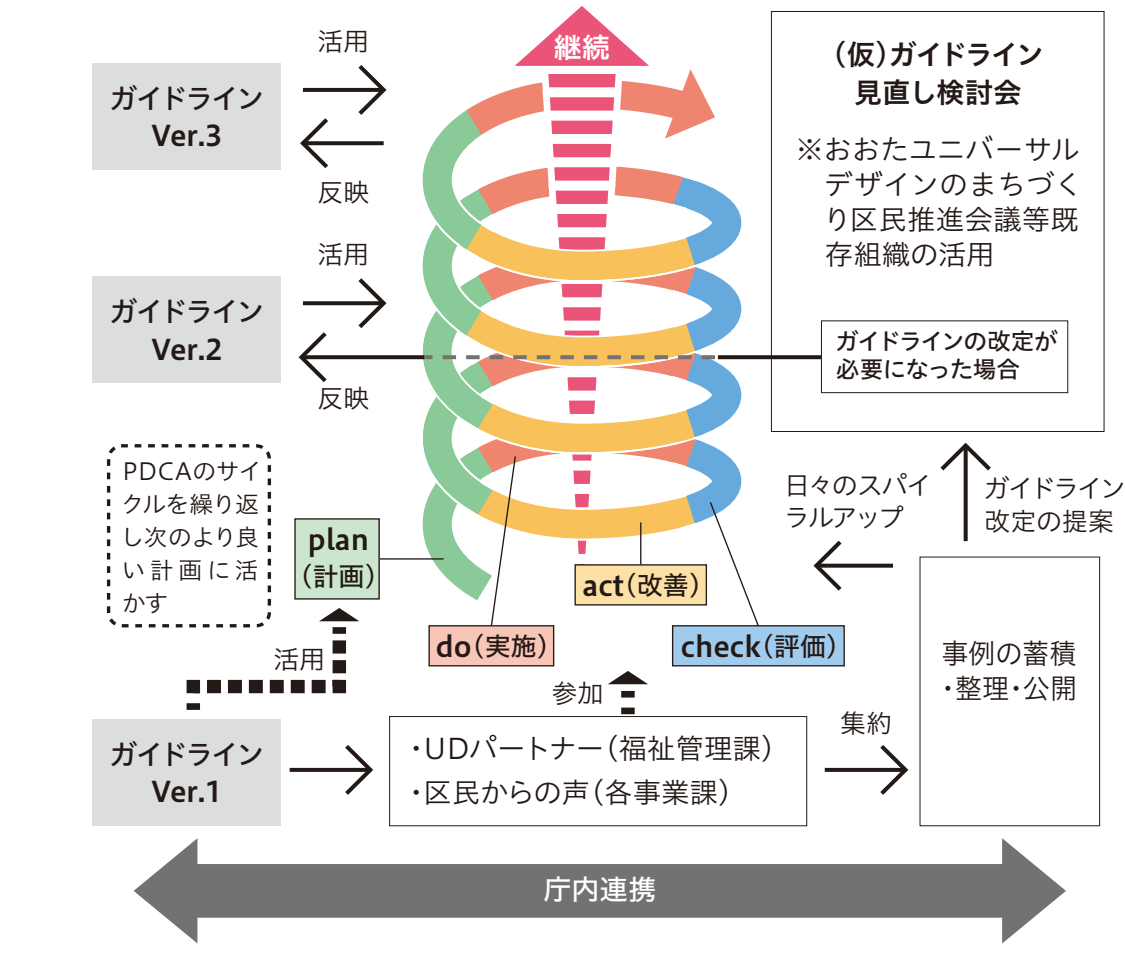 活用
ガイドライン
Ver.3
反映
継続
(仮)ガイドライン
見直し検討会
※おおたユニバーサル
デザインのまちづく
り区民推進会議等既
存組織の活用
活用
ガイドライン
Ver.2
反映
ガイドラインの改定が
必要になった場合
PDCAのサイ
クルを繰り返
し次のより良
い計画に活
かす
plan
(計画)
act(改善)
do(実施)
check(評価)
日々のスパイ
ラルアップ
ガイドライン
改定の提案
活用
参加
事例の蓄積
・整理・公開
ガイドライン
Ver.1
・UDパートナー(福祉管理課)
・区民からの声(各事業課)
集約
庁内連携